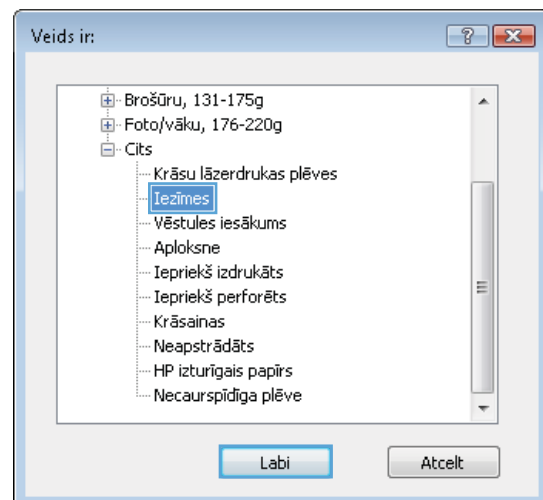 Veids ir:
Brošūru, 131-175g
Foto/vāku, 176-220g
Cits
Krāsu lāzerdrukas plēves
Iezīmes
Vēstules iesākums
Aploksne
Iepriekš izdrukāts
Iepriekš perforēts
Krāsainas
Neapstrādāts
HP izturīgais papīrs
Necaurspīdīga plēve
Labi Atcelt